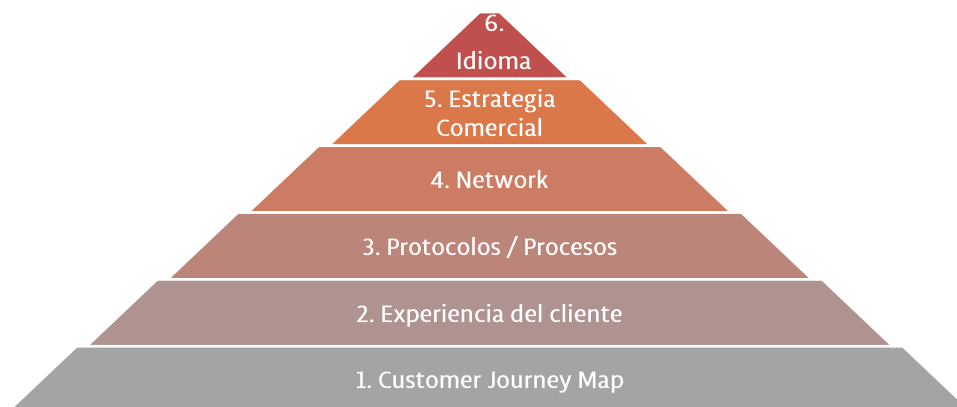 6.
Idioma
5. Estrategia
Comercial
4. Network
3. Protocolos / Procesos
2. Experiencia del cliente
1. Customer Journey Map